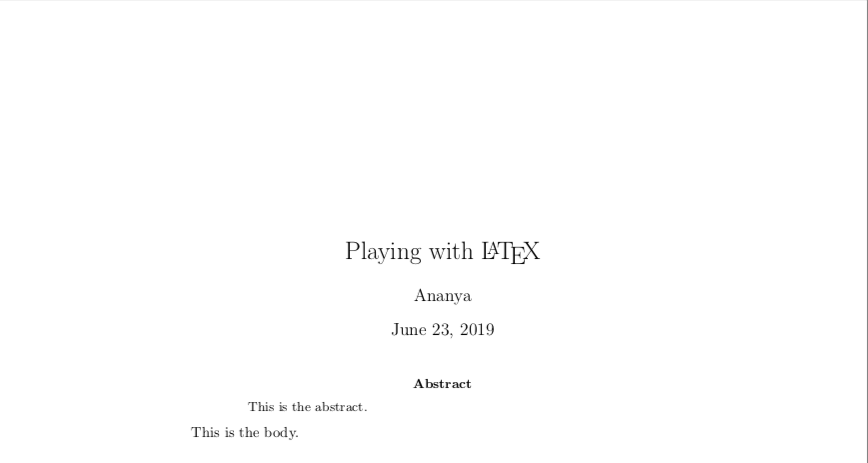 Playing with LATEX
Ananya
June 23, 2019
Abstract
This is the abstract.
This is the body.